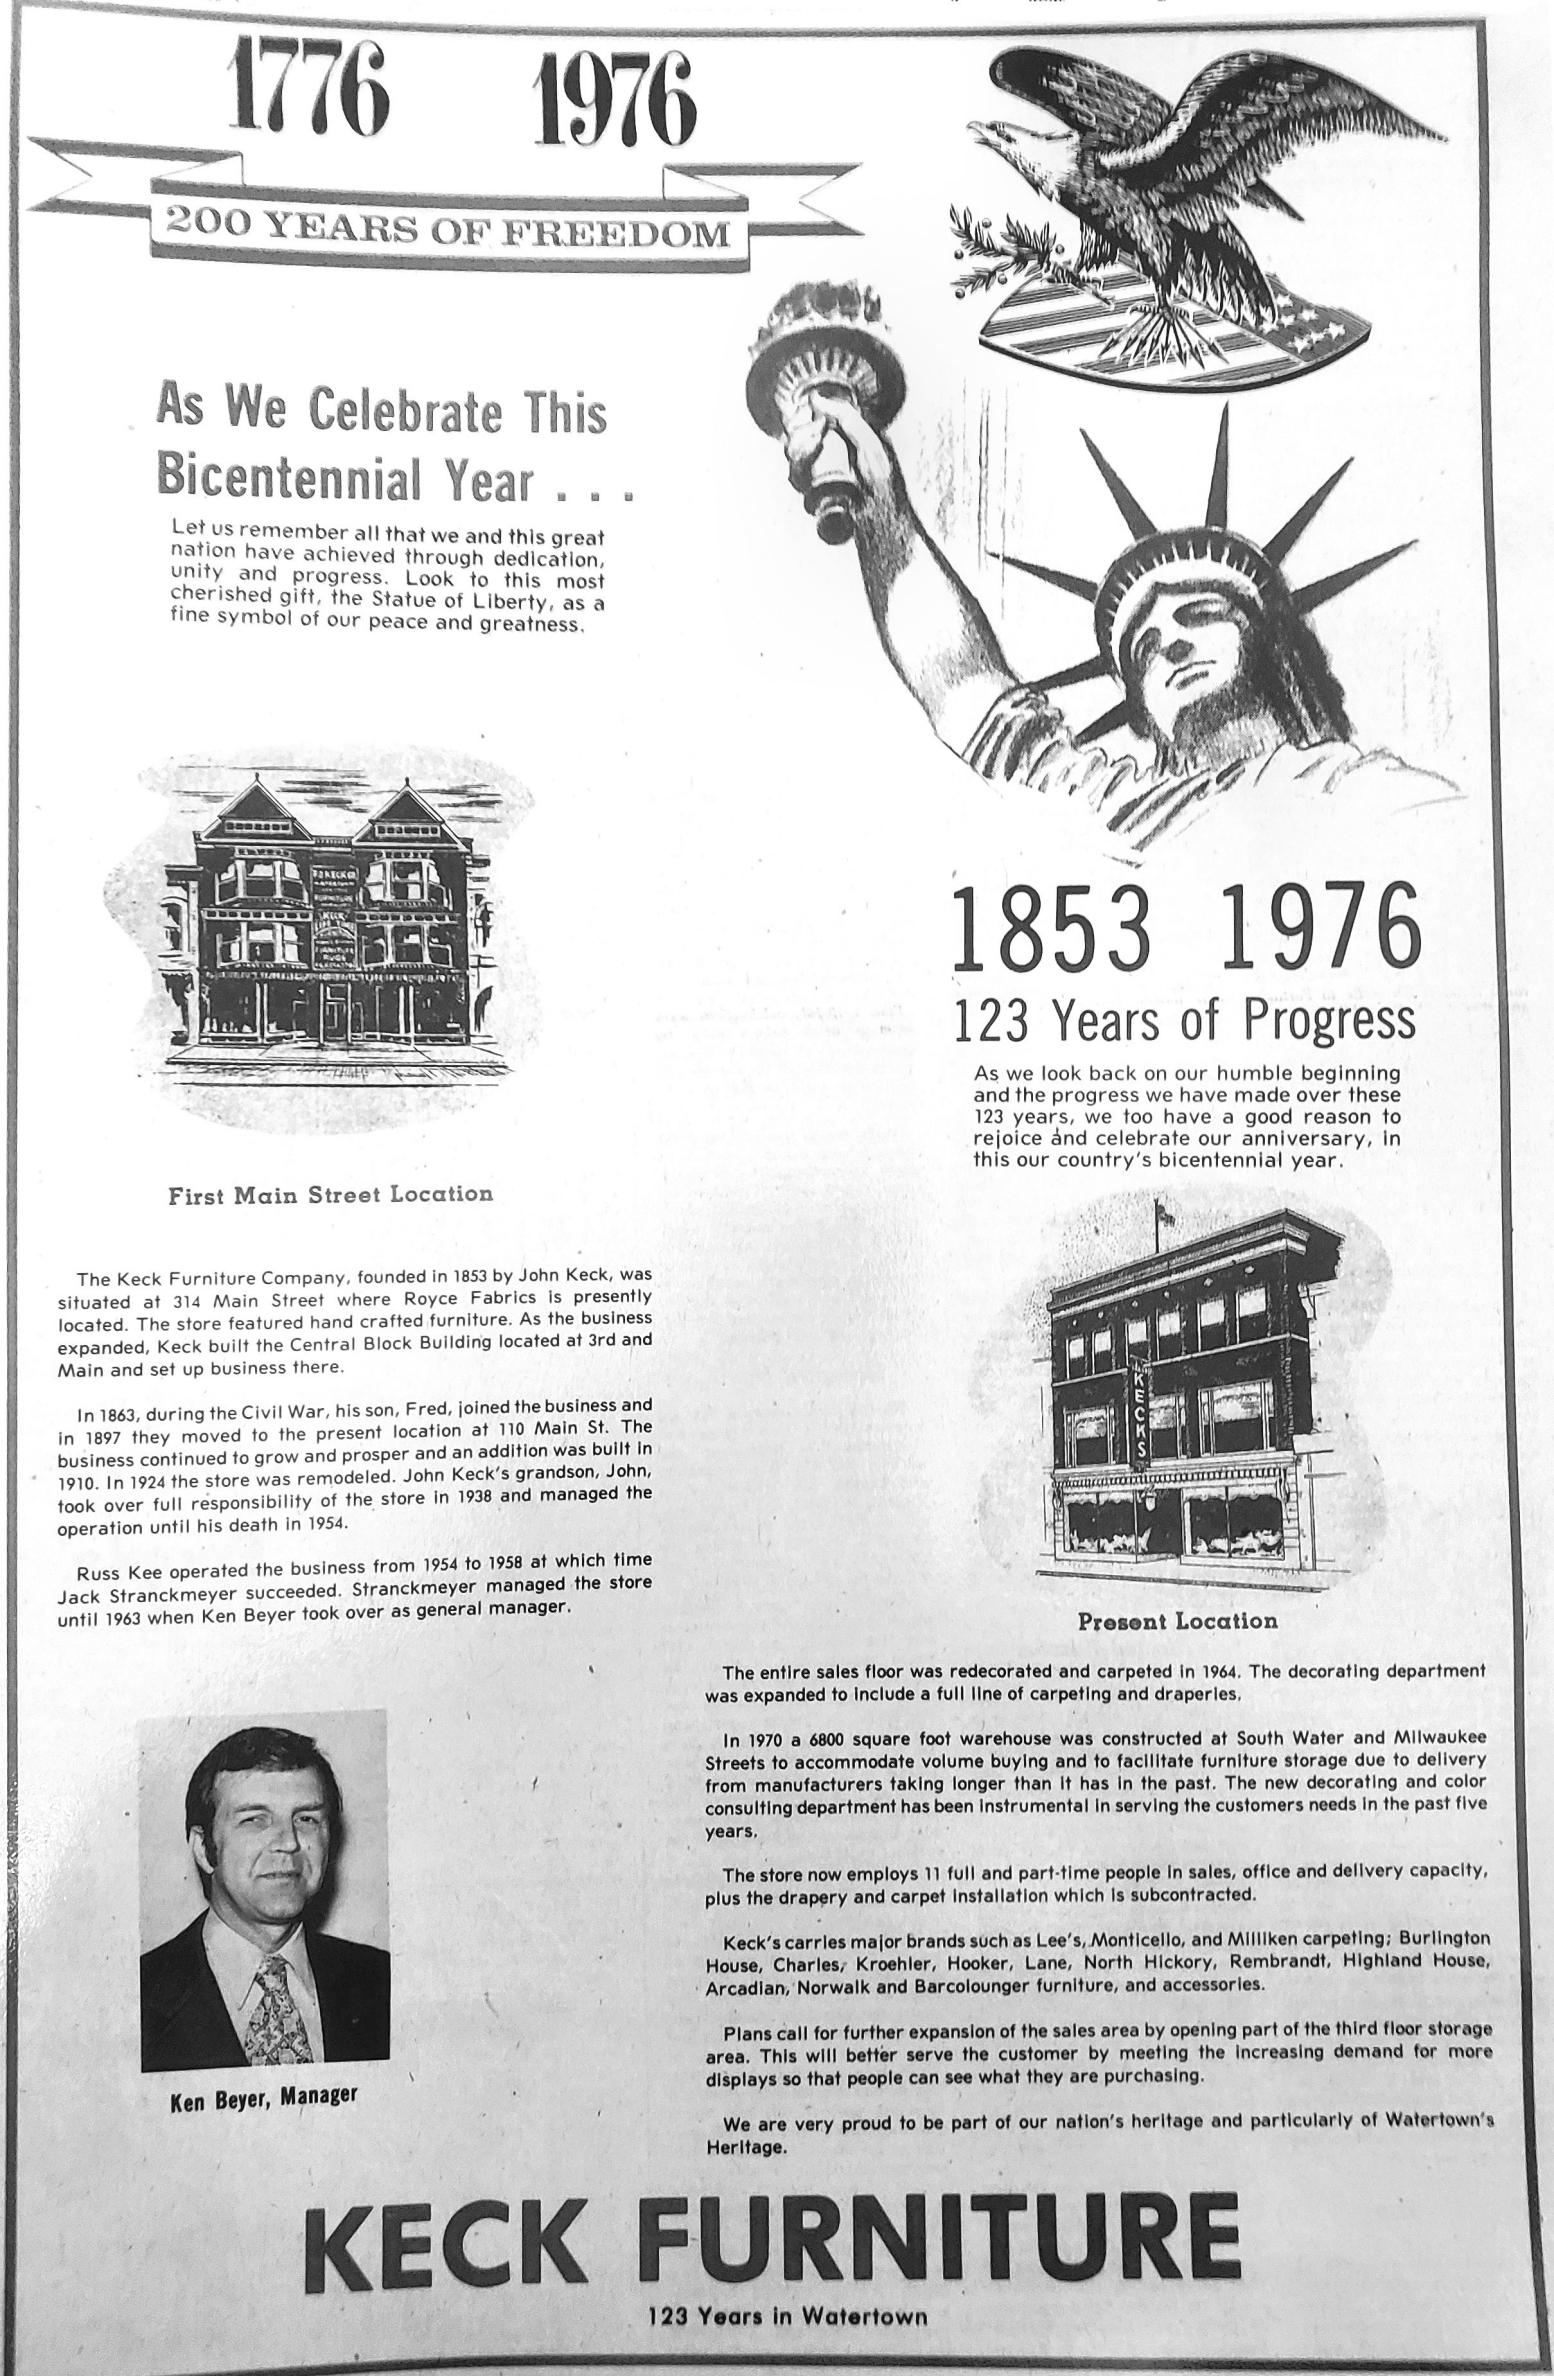 1776 1976
200 YEARS OF FREEDOM
As We Celebrate This
Bicentennial Year . . .
Let us remember all that we and this great
nation have achieved through dedication,
unity and progress. Look to this most
cherished gift, the Statue of Liberty, as a
fine symbol of our peace and greatness.
KECK
FURNITURE
KECK
FURNITURE
RUGS
First Main Street Location
The Keck Furniture Company, founded in 1853 by John Keck, was
situated at 314 Main Street where Royce Fabrics is presently
located. The store featured hand crafted furniture. As the business
expanded, Keck built the Central Block Building located at 3rd and
Main and set up business there.
In 1863, during the Civil War, his son, Fred, joined the business and
in 1897 they moved to the present location at 110 Main St. The
business continued to grow and prosper and an addition was built in
1910. In 1924 the store was remodeled. John Keck's grandson, John,
took over full responsibility of the store in 1938 and managed the
operation until his death in 1954.
Russ Kee operated the business from 1954 to 1958 at which time
Jack Stranckmeyer succeeded. Stranckmeyer managed the store
until 1963 when Ken Beyer took over as general manager.
Ken Beyer, Manager
1853 1976
123 Years of Progress
As we look back on our humble beginning
and the progress we have made over these
123 years, we too have a good reason to
rejoice and celebrate our anniversary, in
this our country's bicentennial year.
KECKS
Present Location
The entire sales floor was redecorated and carpeted in 1964. The decorating department
was expanded to include a full line of carpeting and draperies.
In 1970 a 6800 square foot warehouse was constructed at South Water and Milwaukee
Streets to accommodate volume buying and to facilitate furniture storage due to delivery
from manufacturers taking longer than it has in the past. The new decorating and color
consulting department has been instrumental in serving the customers needs in the past five
years.
The store now employs 11 full and part-time people in sales, office and delivery capacity,
plus the drapery and carpet installation which is subcontracted.
Keck's carries major brands such as Lee's, Monticello, and Milliken carpeting; Burlington
House, Charles, Kroehler, Hooker, Lane, North Hickory, Rembrandt, Highland House,
Arcadian, Norwalk and Barcolounger furniture, and accessories.
Plans call for further expansion of the sales area by opening part of the third floor storage
area. This will better serve the customer by meeting the increasing demand for more
displays so that people can see what they are purchasing.
We are very proud to be part of our nation's heritage and particularly of Watertown's
Heritage.
KECK FURNITURE
123 Years in Watertown